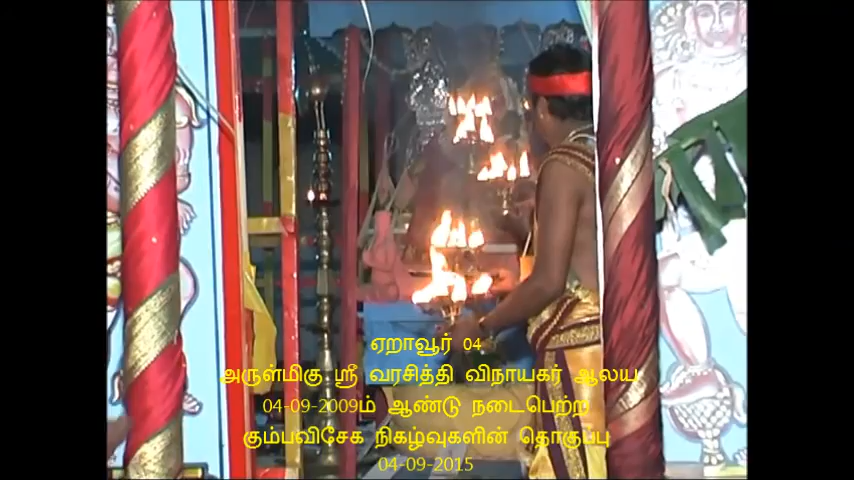 ஏறாவூர் 04
அருள்மிகு ஸ்ரீ வரசித்தி விநாயகர் ஆலய
04-09-2009ம் ஆண்டு நடைபெற்ற
கும்பவிசேக நிகழ்வுகளின் தொகுப்பு
04-09-2015